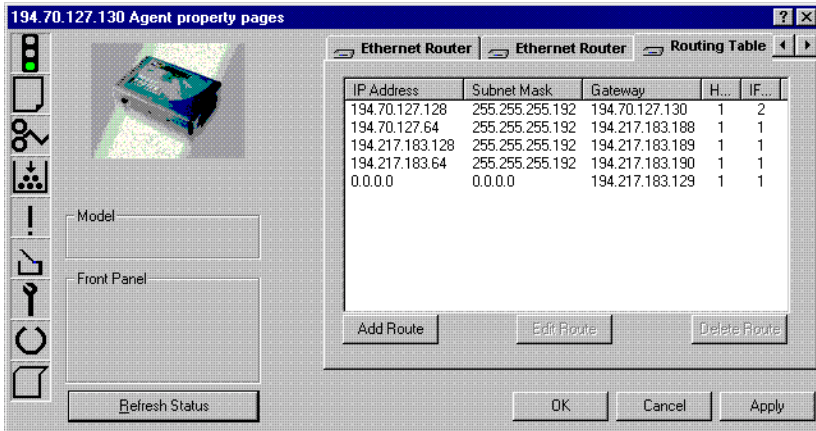 194.70.127.130 Agent property pages
Ethernet Router Ethernet Router Routing Table
IP Address Subnet Mask Gateway H... IF...
194.70.127.128 255.255.255.192 194.70.127.130 1 2
194.70.127.64 255.255.255.192 194.217.183.188 1 1
194.217.183.128 255.255.255.192 194.217.183.189 1 1
194.217.183.64 255.255.255.192 194.217.183.190 1 1
0.0.0.0 0.0.0.0 194.217.183.129 1 1
Model
Front Panel
Add Route Edit Route Delete Route
Refresh Status
OK Cancel Apply